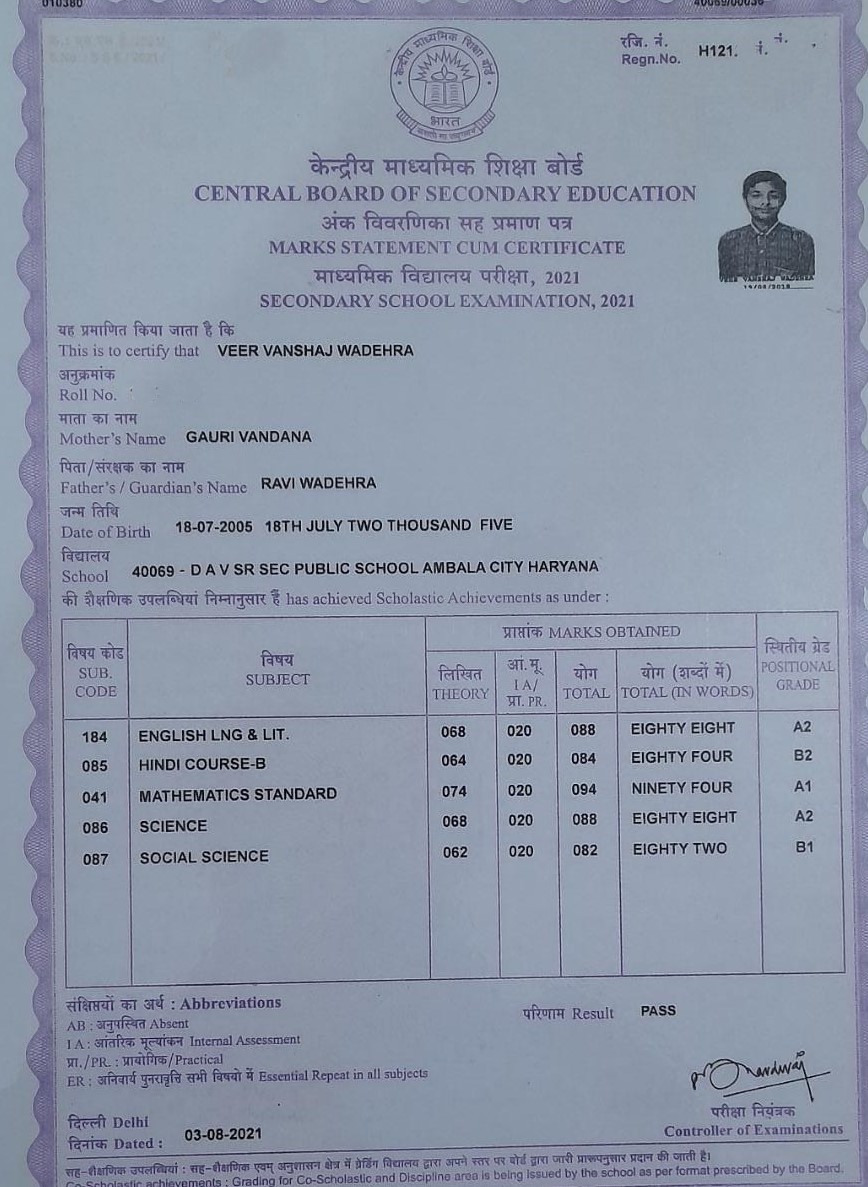 010380
40069/00036
रजि. नं.
Regn.No. H121.
केन्द्रीय माध्यमिक शिक्षा बोर्ड
भारत
केन्द्रीय माध्यमिक शिक्षा बोर्ड
CENTRAL BOARD OF SECONDARY EDUCATION
अंक विवरणिका सह प्रमाण पत्र
MARKS STATEMENT CUM CERTIFICATE
माध्यमिक विद्यालय परीक्षा, 2021
SECONDARY SCHOOL EXAMINATION, 2021
VEER VANSHAJ WADEHRA
यह प्रमाणित किया जाता है कि
This is to certify that VEER VANSHAJ WADEHRA
अनुक्रमांक
Roll No.
माता का नाम
Mother's Name GAURI VANDANA
पिता/संरक्षक का नाम
Father's / Guardian's Name RAVI WADEHRA
जन्म तिथि
Date of Birth 18-07-2005 18TH JULY TWO THOUSAND FIVE
विद्यालय
School 40069 - D A V SR SEC PUBLIC SCHOOL AMBALA CITY HARYANA
की शैक्षणिक उपलब्धियां निम्नानुसार हैं has achieved Scholastic Achievements as under :
विषय कोड
SUB.
CODE
विषय
SUBJECT
प्राप्तांक MARKS OBTAINED
लिखित
THEORY
आं.मू.
I A/
प्रा. PR.
योग
TOTAL
योग (शब्दों में)
TOTAL (IN WORDS)
स्थितीय ग्रेड
POSITIONAL
GRADE
184 ENGLISH LNG & LIT. 068 020 088 EIGHTY EIGHT A2
085 HINDI COURSE-B 064 020 084 EIGHTY FOUR B2
041 MATHEMATICS STANDARD 074 020 094 NINETY FOUR A1
086 SCIENCE 068 020 088 EIGHTY EIGHT A2
087 SOCIAL SCIENCE 062 020 082 EIGHTY TWO B1
संक्षिप्तियों का अर्थ : Abbreviations
AB : अनुपस्थित Absent
I A : आंतरिक मूल्यांकन Internal Assessment
प्रा./PR. : प्रायोगिक/Practical
ER : अनिवार्य पुनरावृत्ति सभी विषयों में Essential Repeat in all subjects
परिणाम Result PASS
दिल्ली Delhi
दिनांक Dated : 03-08-2021
परीक्षा नियंत्रक
Controller of Examinations
सह-शैक्षणिक उपलब्धियां : सह-शैक्षणिक एवम् अनुशासन क्षेत्र में ग्रेडिंग विद्यालय द्वारा अपने स्तर पर बोर्ड द्वारा जारी प्रारूपनुसार प्रदान की जाती है।
Co-Scholastic achievements : Grading for Co-Scholastic and Discipline area is being issued by the school as per format prescribed by the Board.